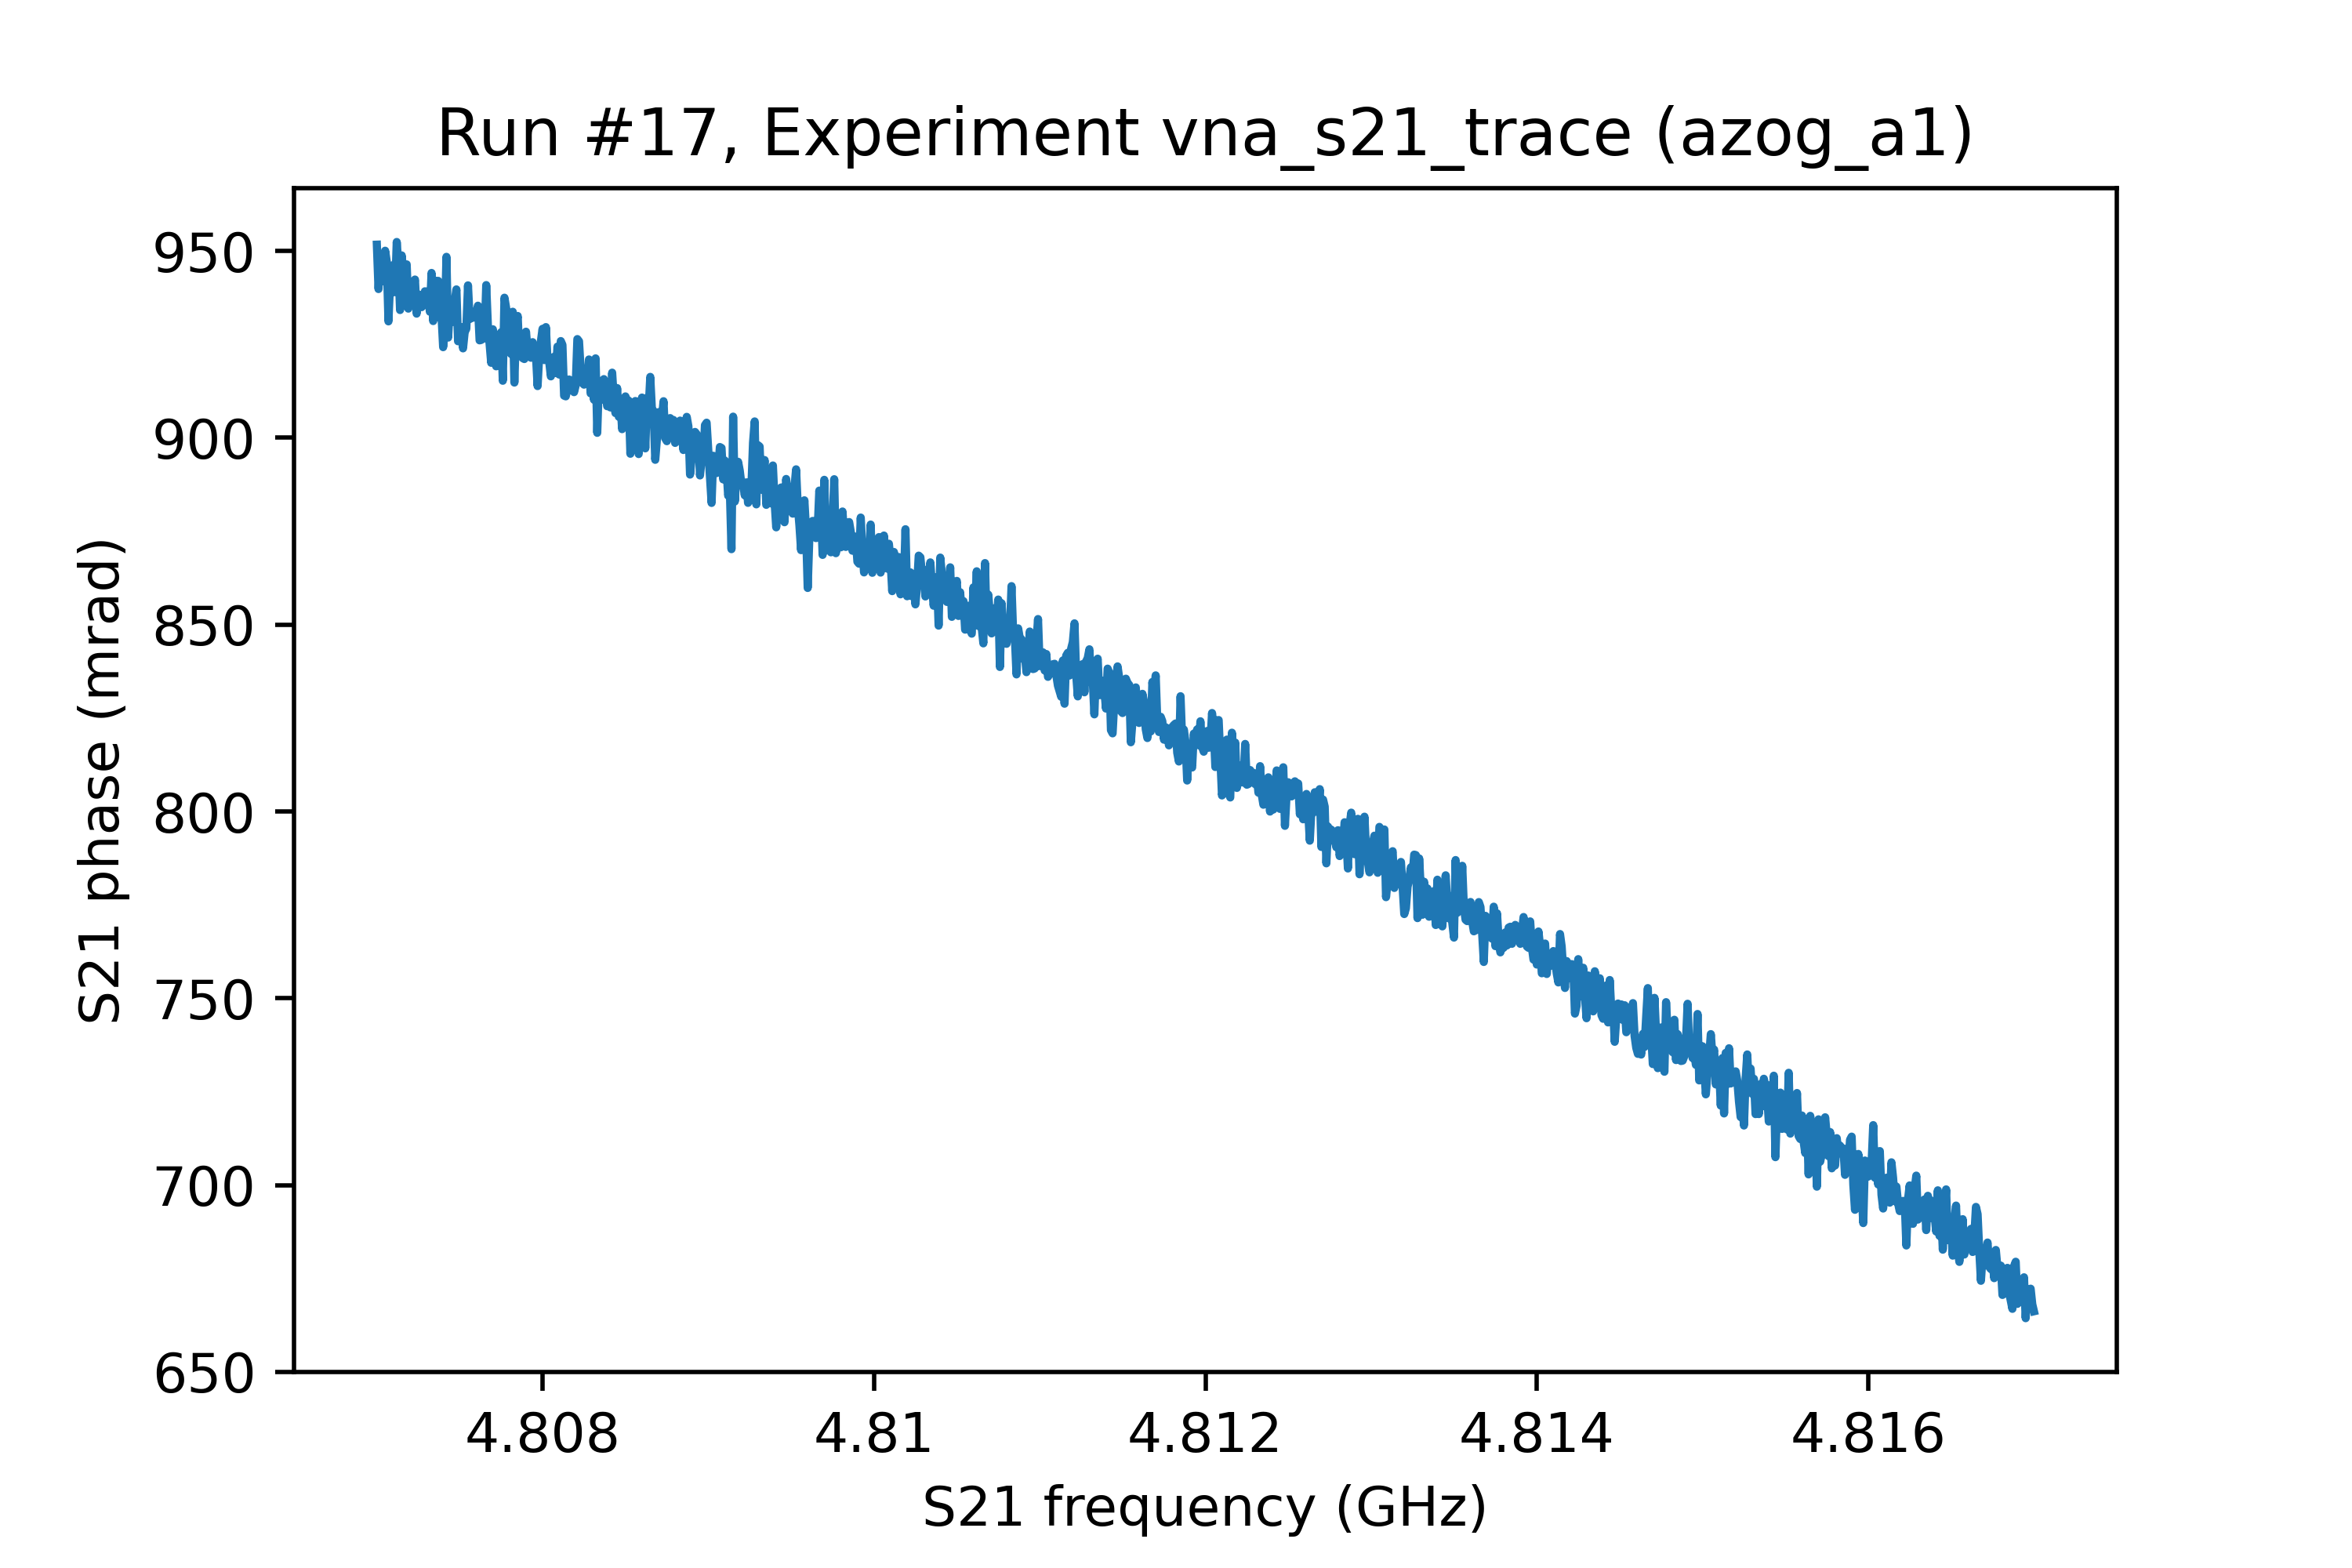 Run #17, Experiment vna_s21_trace (azog_a1)
950
900
850
800
750
700
650
S21 phase (mrad)
4.808 4.81 4.812 4.814 4.816
S21 frequency (GHz)